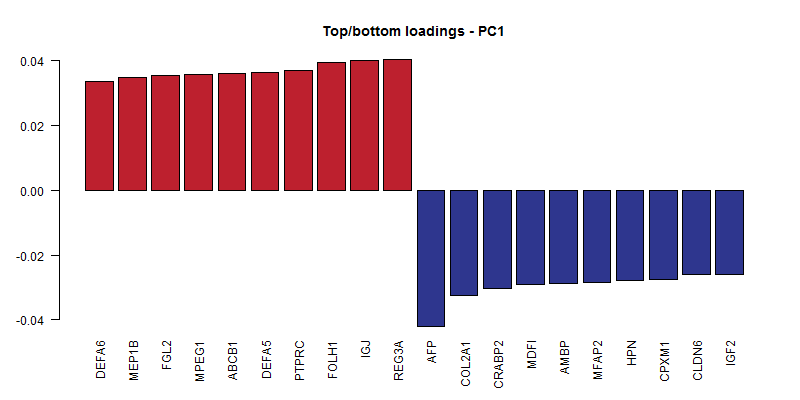 Top/bottom loadings - PC1
0.04
0.02
0.00
-0.02
-0.04
DEFA6
MEP1B
FGL2
MPEG1
ABCB1
DEFA5
PTPRC
FOLH1
IGJ
REG3A
AFP
COL2A1
CRABP2
MDFI
AMBP
MFAP2
HPN
CPXM1
CLDN6
IGF2